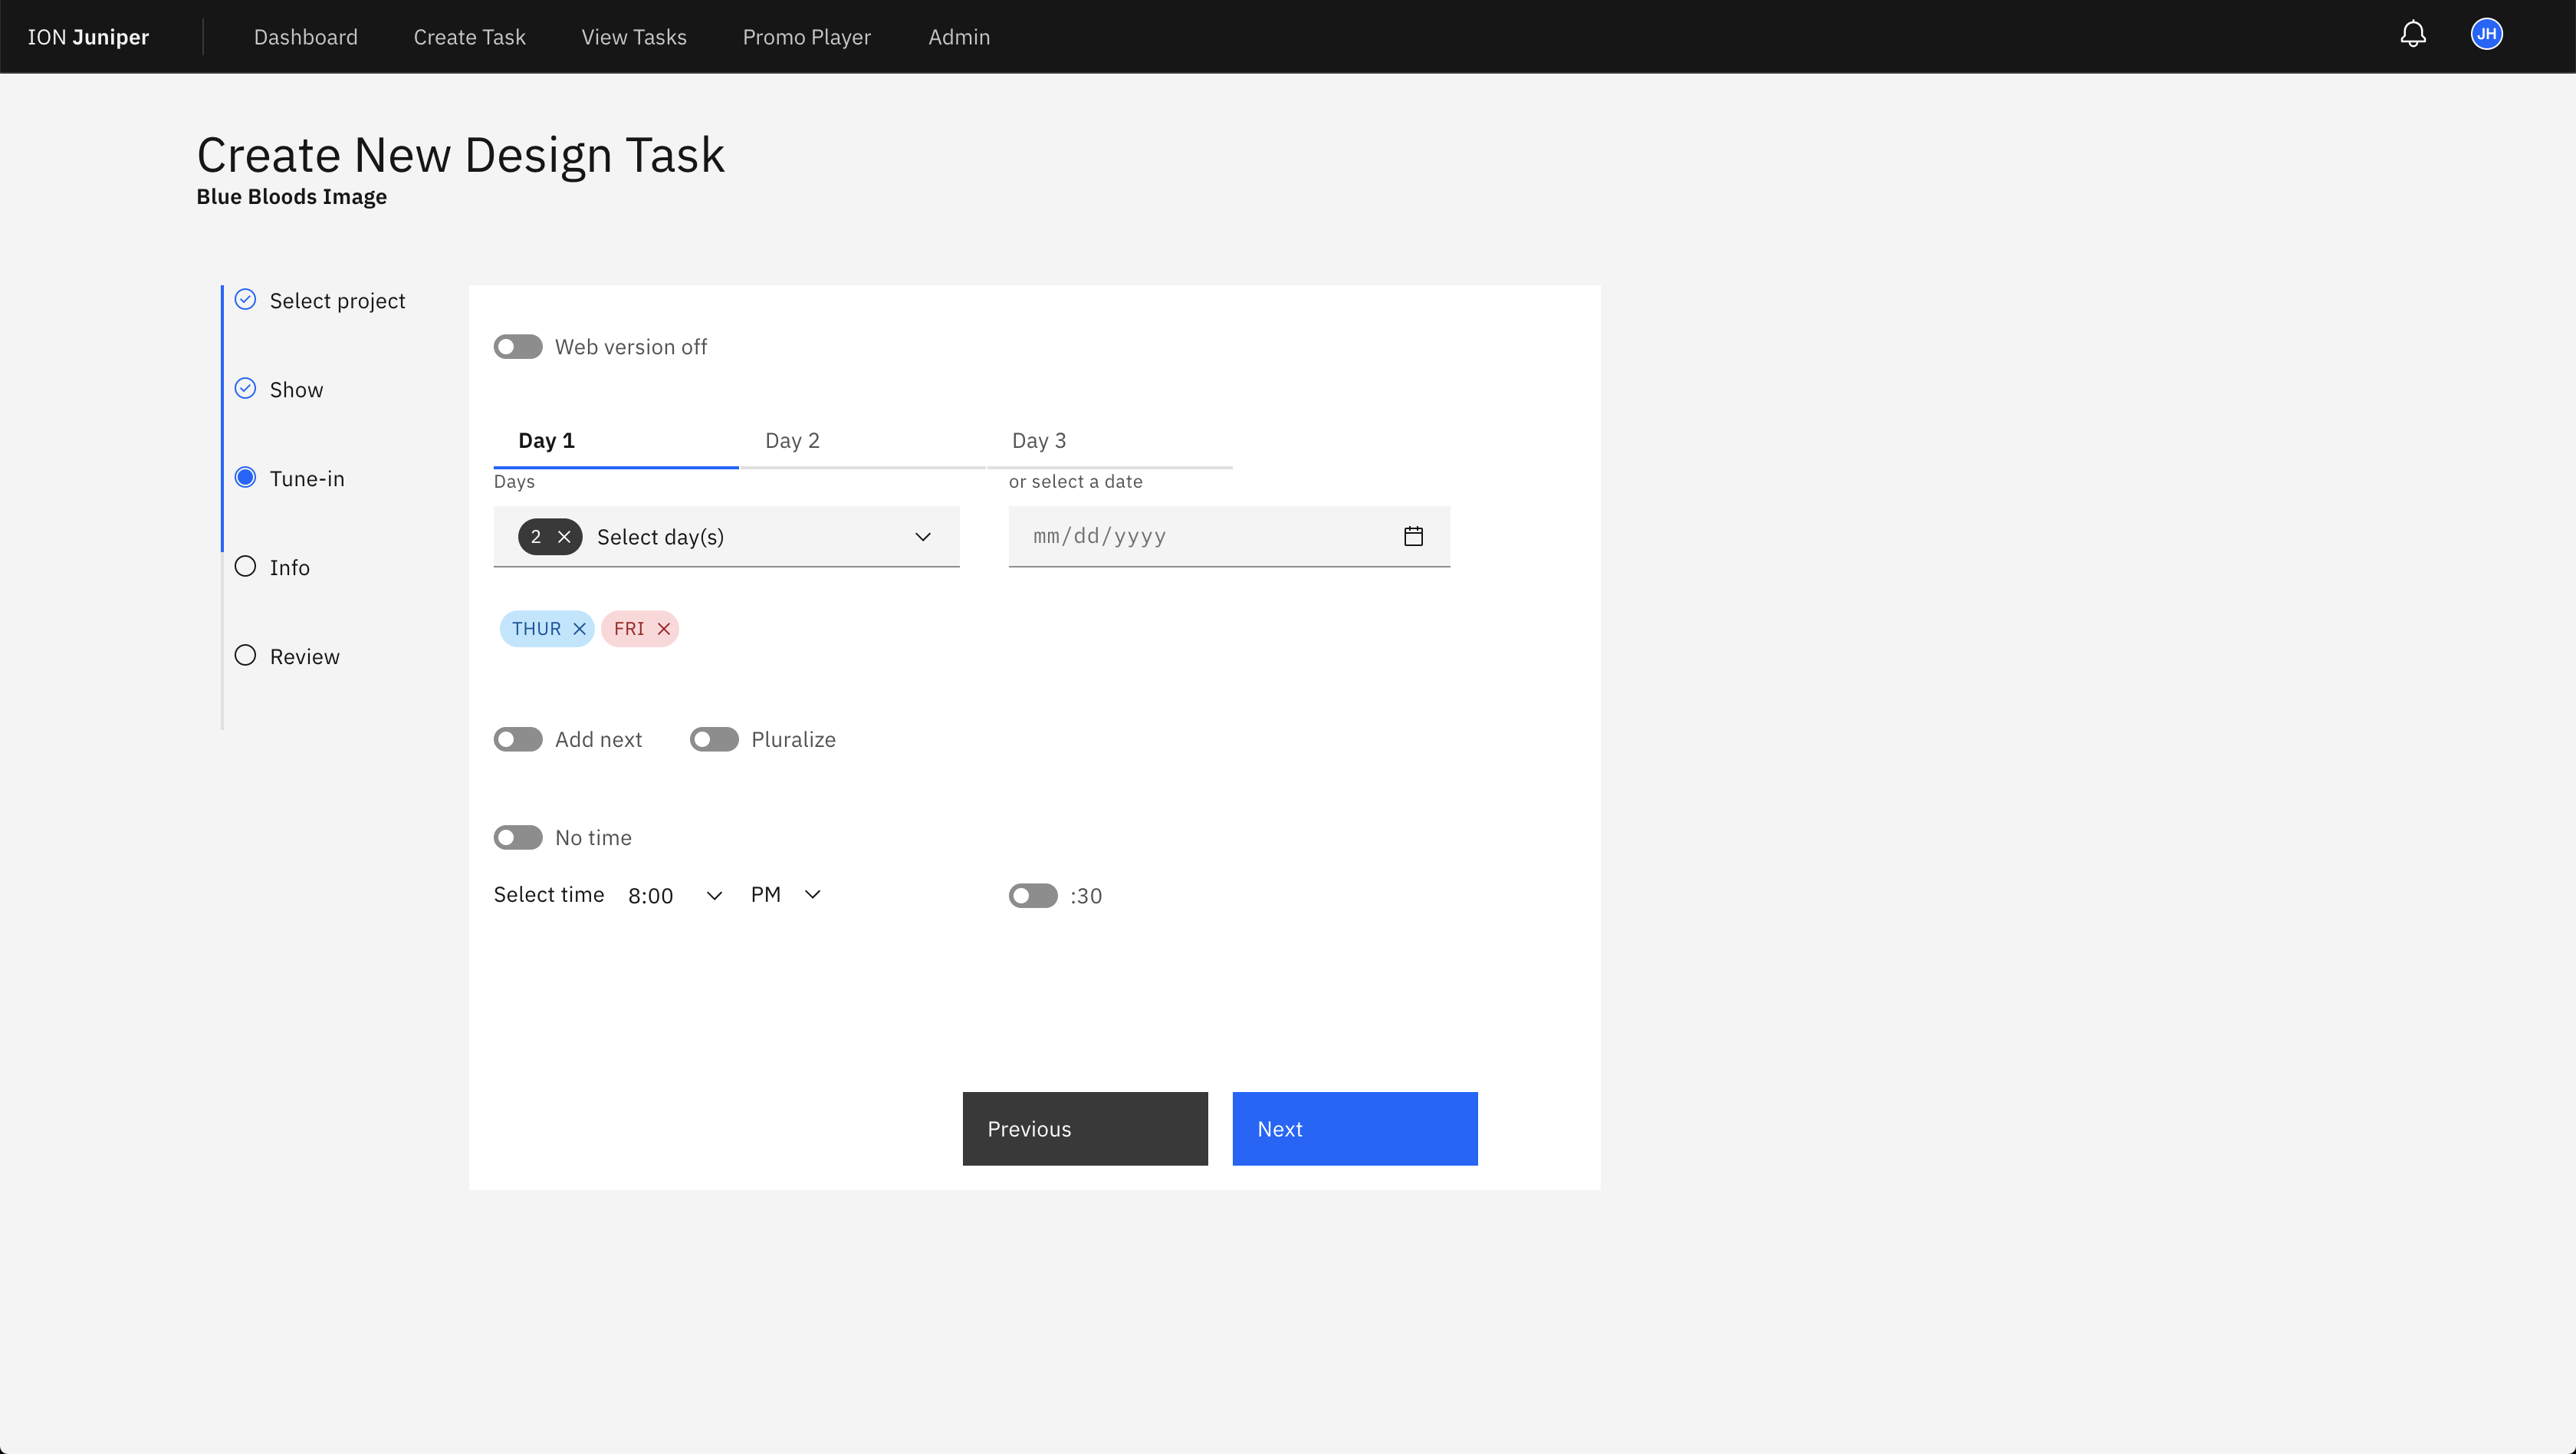 ION Juniper
Dashboard
Create Task
View Tasks
Promo Player
Admin
JH
Create New Design Task
Blue Bloods Image
Select project
Show
Tune-in
Info
Review
Web version off
Day 1
Day 2
Day 3
Days
or select a date
2 Select day(s)
mm/dd/yyyy
THUR
FRI
Add next
Pluralize
No time
Select time 8:00 PM
:30
Previous
Next